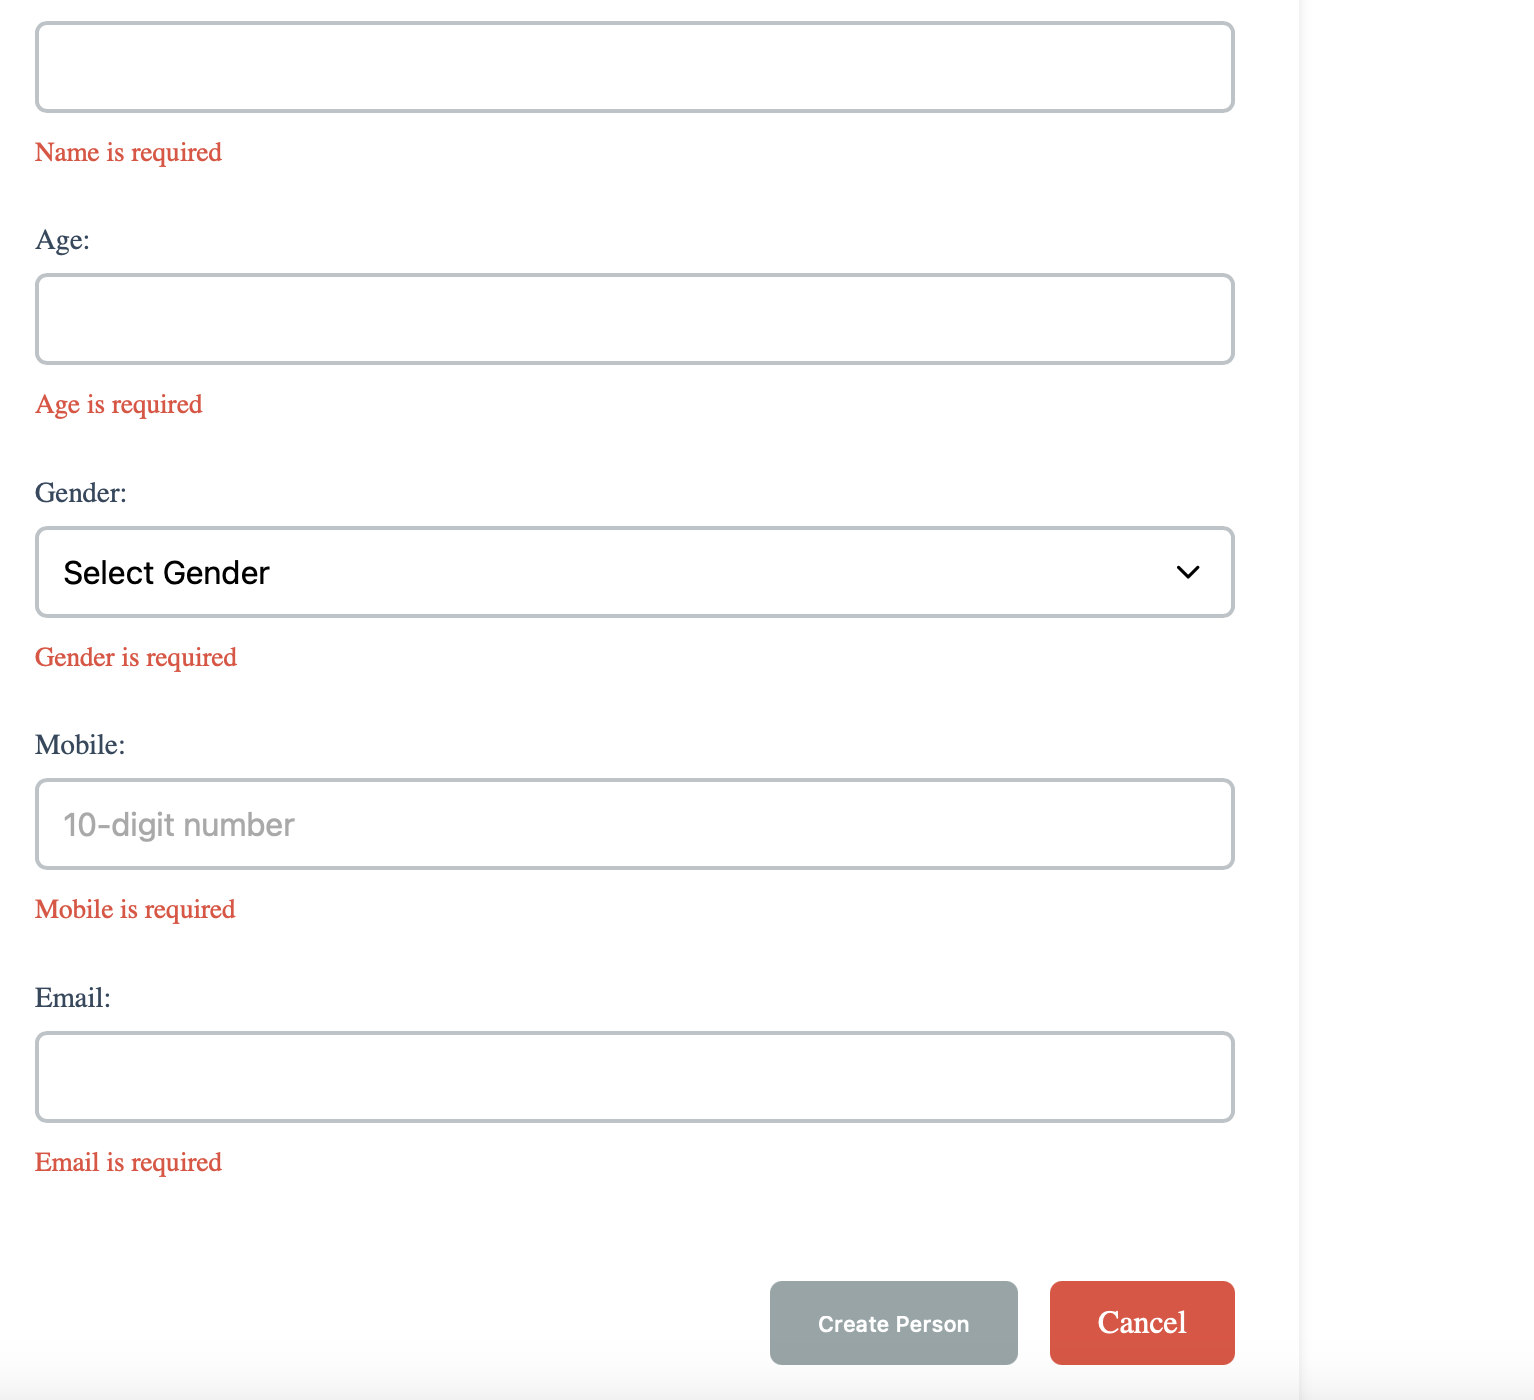 Name is required
Age:
Age is required
Gender:
Select Gender
Gender is required
Mobile:
10-digit number
Mobile is required
Email:
Email is required
Create Person
Cancel